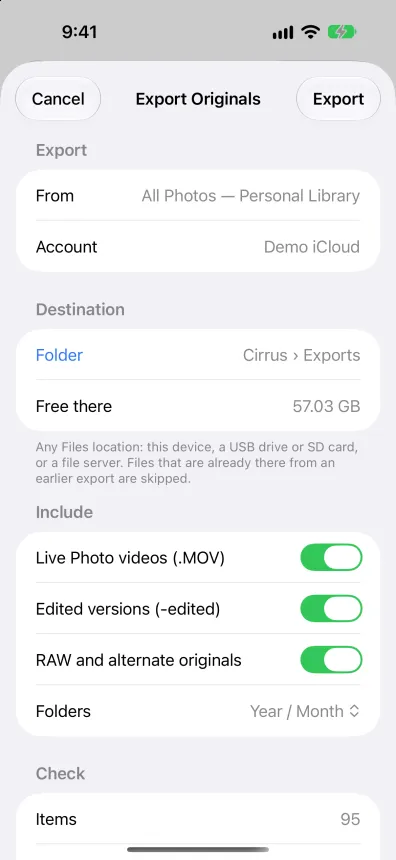 9:41
Cancel
Export Originals
Export
Export
From
All Photos — Personal Library
Account
Demo iCloud
Destination
Folder
Cirrus › Exports
Free there
57.03 GB
Any Files location: this device, a USB drive or SD card,
or a file server. Files that are already there from an
earlier export are skipped.
Include
Live Photo videos (.MOV)
Edited versions (-edited)
RAW and alternate originals
Folders
Year / Month
Check
Items
95